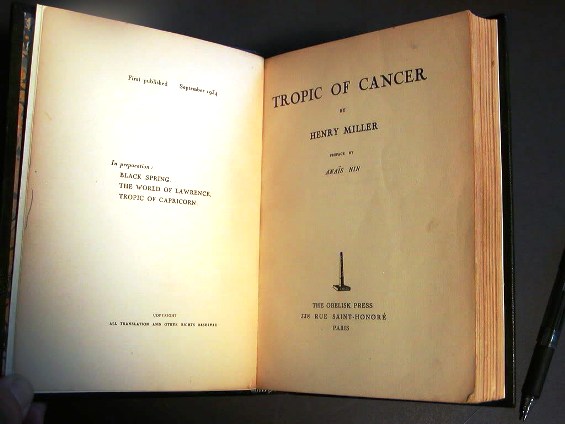 First published September 1934
In preparation:
BLACK SPRING.
THE WORLD OF LAWRENCE.
TROPIC OF CAPRICORN
COPYRIGHT
ALL TRANSLATION AND OTHER RIGHTS RESERVED
TROPIC OF CANCER
BY
HENRY MILLER
PREFACE BY
ANAÏS NIN
THE OBELISK PRESS
338 RUE SAINT-HONORÉ
PARIS